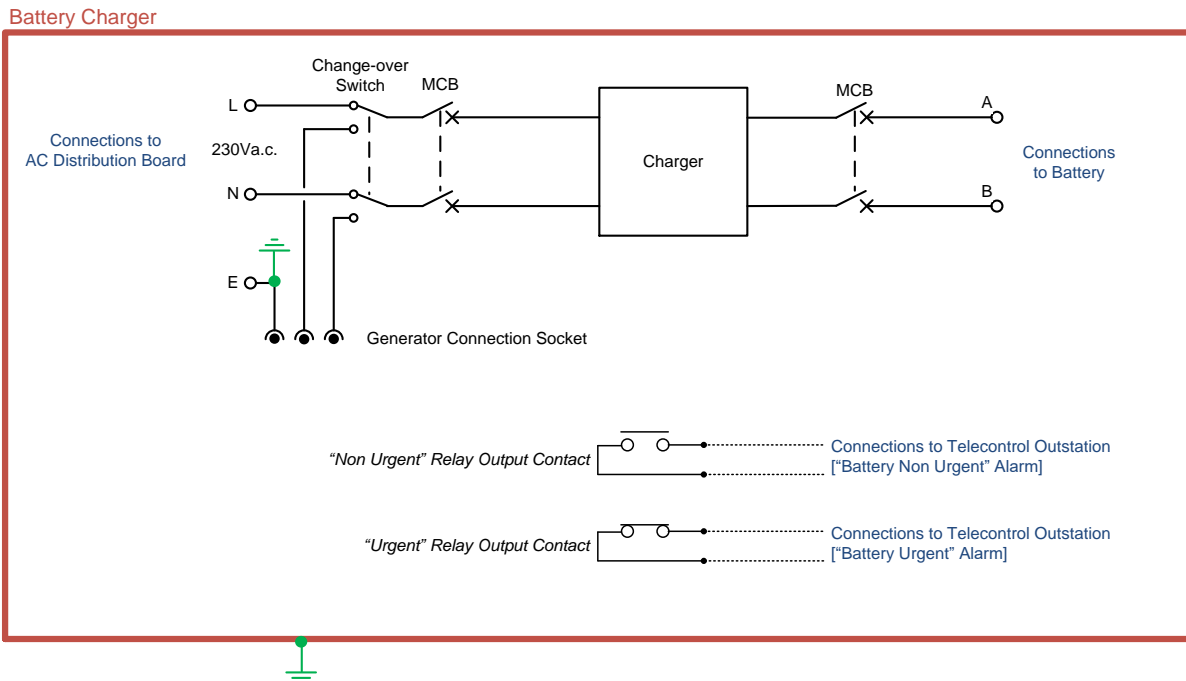 Battery Charger
Change-over
Switch
MCB
MCB
L
A
Connections to
AC Distribution Board
230Va.c.
Charger
Connections
to Battery
N
B
E
Generator Connection Socket
“Non Urgent” Relay Output Contact
Connections to Telecontrol Outstation
[“Battery Non Urgent” Alarm]
“Urgent” Relay Output Contact
Connections to Telecontrol Outstation
[“Battery Urgent” Alarm]